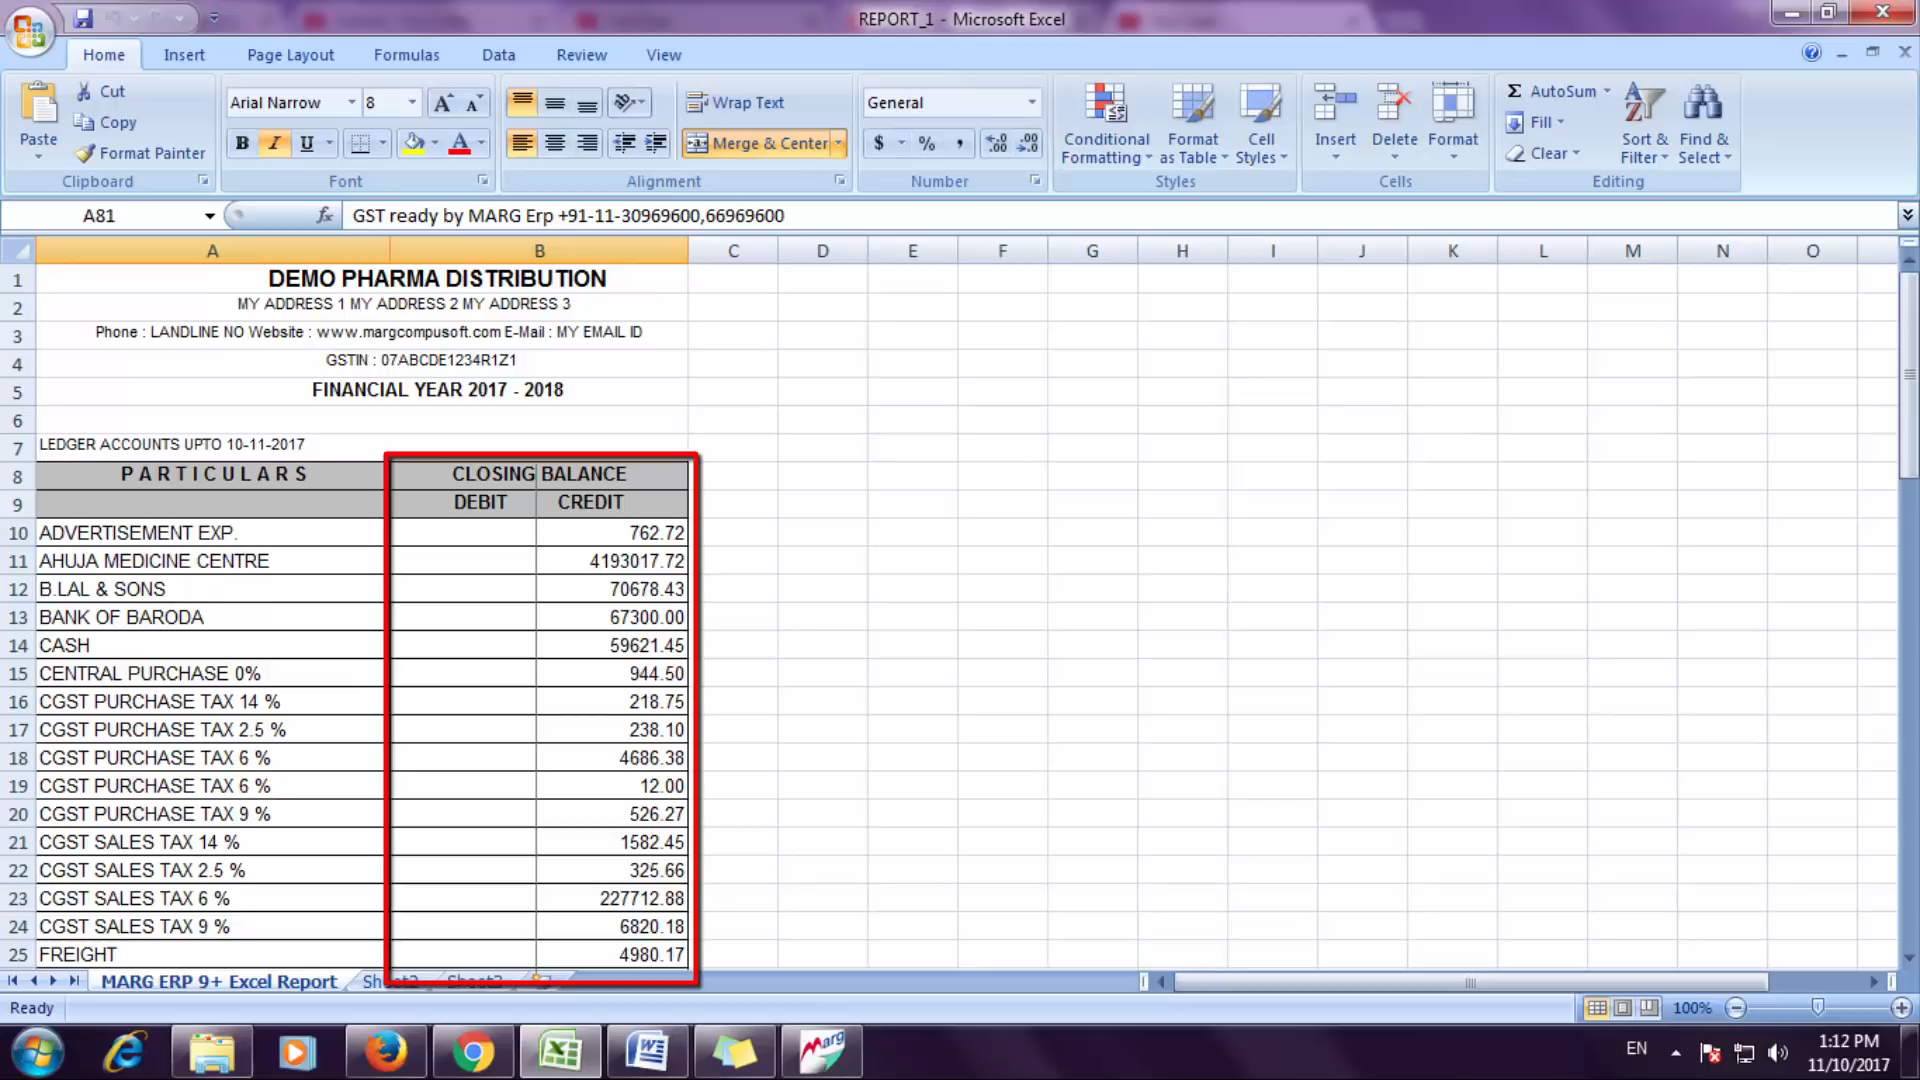 REPORT_1 - Microsoft Excel
Home Insert Page Layout Formulas Data Review View
Paste
Cut
Copy
Format Painter
Clipboard
Arial Narrow 8
B I U
Font
Wrap Text
Merge & Center
Alignment
General
$ % ,
Number
Conditional Formatting
Format as Table
Cell Styles
Styles
Insert Delete Format
Cells
Σ AutoSum
Fill
Clear
Sort & Filter
Find & Select
Editing
A81 fx GST ready by MARG Erp +91-11-30969600,66969600
A B C D E F G H I J K L M N O
1 DEMO PHARMA DISTRIBUTION
2 MY ADDRESS 1 MY ADDRESS 2 MY ADDRESS 3
3 Phone : LANDLINE NO Website : www.margcompusoft.com E-Mail : MY EMAIL ID
4 GSTIN : 07ABCDE1234R1Z1
5 FINANCIAL YEAR 2017 - 2018
6
7 LEDGER ACCOUNTS UPTO 10-11-2017
8 P A R T I C U L A R S CLOSING BALANCE
9 DEBIT CREDIT
10 ADVERTISEMENT EXP. 762.72
11 AHUJA MEDICINE CENTRE 4193017.72
12 B.LAL & SONS 70678.43
13 BANK OF BARODA 67300.00
14 CASH 59621.45
15 CENTRAL PURCHASE 0% 944.50
16 CGST PURCHASE TAX 14 % 218.75
17 CGST PURCHASE TAX 2.5 % 238.10
18 CGST PURCHASE TAX 6 % 4686.38
19 CGST PURCHASE TAX 6 % 12.00
20 CGST PURCHASE TAX 9 % 526.27
21 CGST SALES TAX 14 % 1582.45
22 CGST SALES TAX 2.5 % 325.66
23 CGST SALES TAX 6 % 227712.88
24 CGST SALES TAX 9 % 6820.18
25 FREIGHT 4980.17
MARG ERP 9+ Excel Report Sheet2 Sheet3
Ready 100%
Marg
EN
1:12 PM
11/10/2017